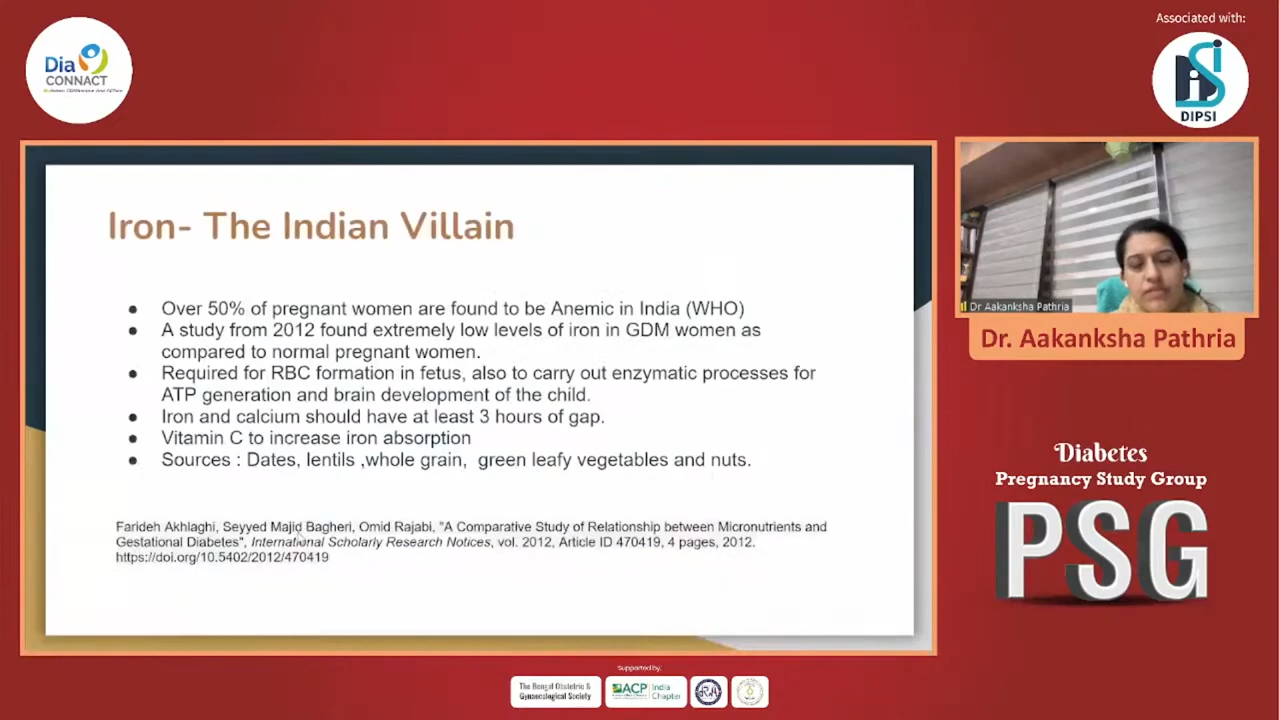 Associated with:
Dia
CONNACT
DIPSI
Iron- The Indian Villain
● Over 50% of pregnant women are found to be Anemic in India (WHO)
● A study from 2012 found extremely low levels of iron in GDM women as
compared to normal pregnant women.
● Required for RBC formation in fetus, also to carry out enzymatic processes for
ATP generation and brain development of the child.
● Iron and calcium should have at least 3 hours of gap.
● Vitamin C to increase iron absorption
● Sources : Dates, lentils ,whole grain, green leafy vegetables and nuts.
Farideh Akhlaghi, Seyyed Majid Bagheri, Omid Rajabi, "A Comparative Study of Relationship between Micronutrients and
Gestational Diabetes", International Scholarly Research Notices, vol. 2012, Article ID 470419, 4 pages, 2012.
https://doi.org/10.5402/2012/470419
Dr Aakanksha Pathria
Dr. Aakanksha Pathria
Diabetes
Pregnancy Study Group
PSG
Supported by:
The Bengal Obstetric &
Gynaecological Society
ACP India
Chapter